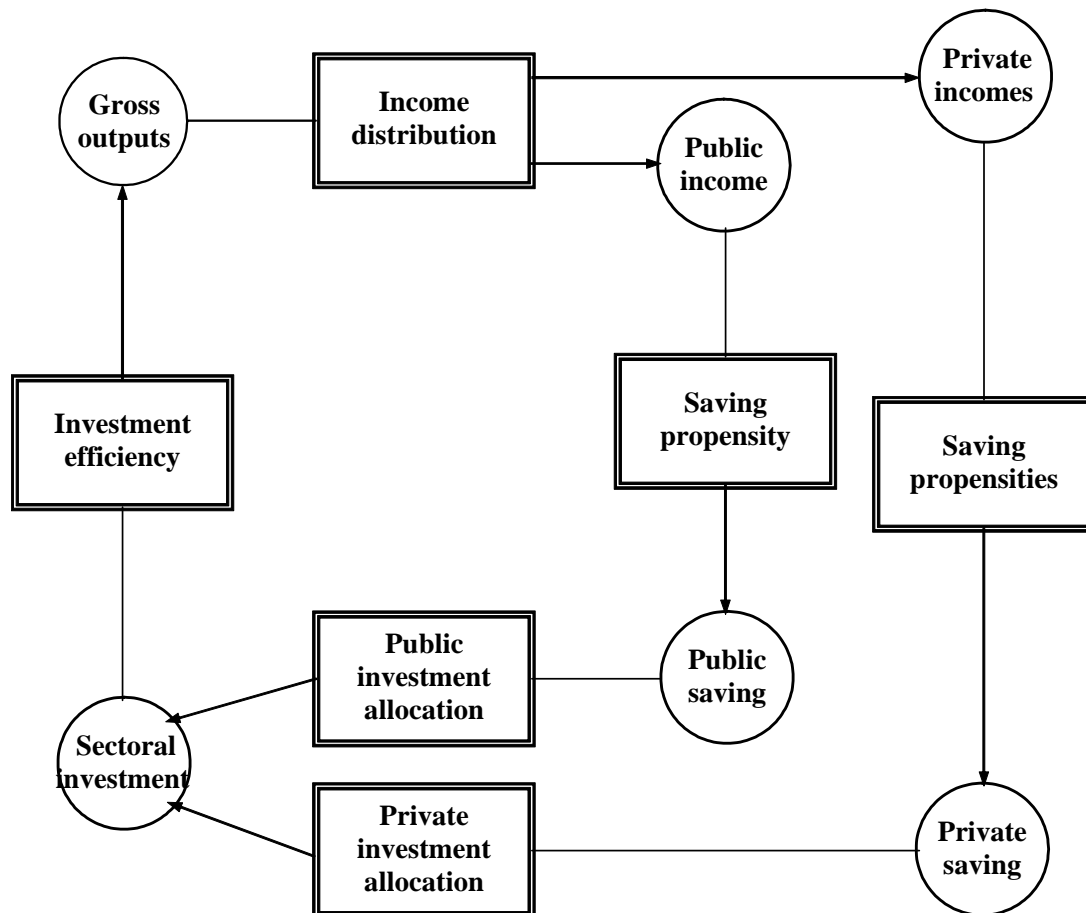 Gross
outputs
Income
distribution
Private
incomes
Public
income
Investment
efficiency
Saving
propensity
Saving
propensities
Public
investment
allocation
Public
saving
Sectoral
investment
Private
investment
allocation
Private
saving